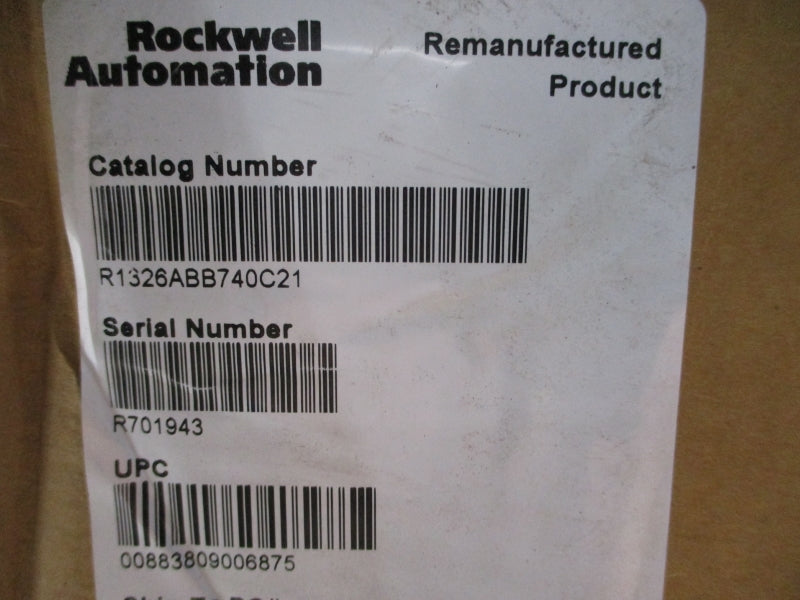 Rockwell
Automation
Remanufactured
Product
Catalog Number
R1326ABB740C21
Serial Number
R701943
UPC
00883809006875